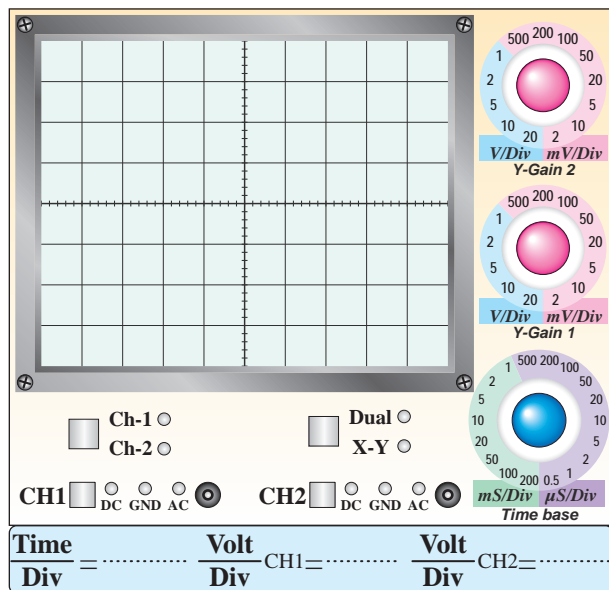 500 200 100
1 50
2 20
5 10
10 5
20 2
V/Div mV/Div
Y-Gain 2
500 200 100
1 50
2 20
5 5
10 10
20 2
V/Div mV/Div
Y-Gain 1
1 500 200 100
2 50
5 20
10 10
20 5
50 2
100 200 0.5 1
mS/Div µS/Div
Time base
Ch-1
Ch-2
Dual
X-Y
CH1 DC GND AC
CH2 DC GND AC
Time Volt Volt
Div = ............... Div CH1= ............... Div CH2= ...............